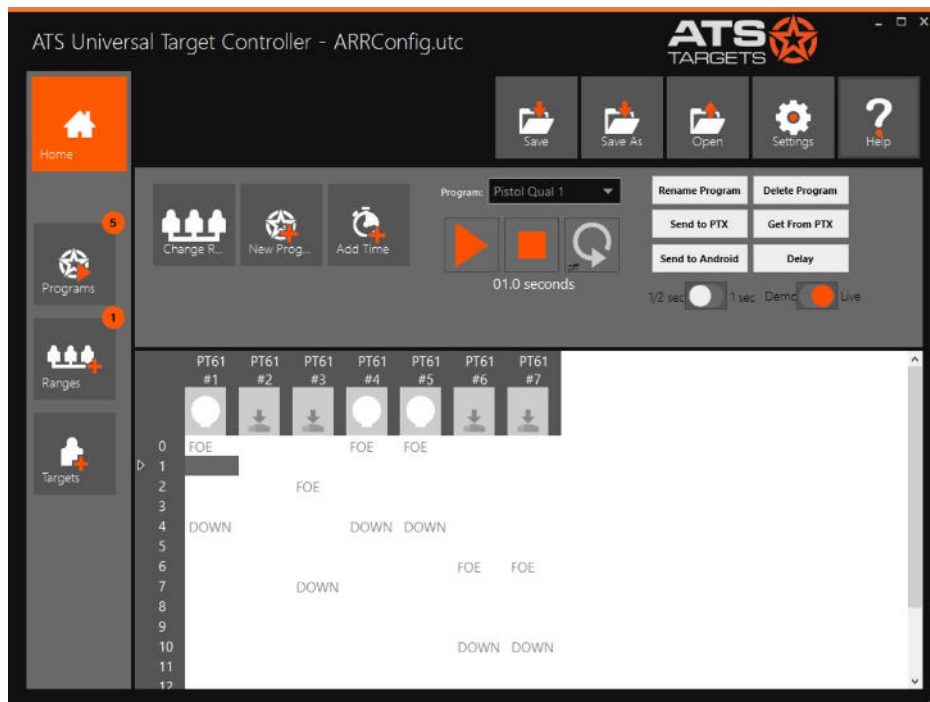 ATS Universal Target Controller - ARRConfig.utc
ATS
TARGETS
Home
Save
Save As
Open
Settings
Help
5
Programs
1
Ranges
Targets
Change R...
New Prog...
Add Time
Program: Pistol Qual 1
off
01.0 seconds
Rename Program Delete Program
Send to PTX Get From PTX
Send to Android Delay
1/2 sec 1 sec Demo Live
PT61 PT61 PT61 PT61 PT61 PT61 PT61
#1 #2 #3 #4 #5 #6 #7
0 FOE FOE FOE
1
2 FOE
3
4 DOWN DOWN DOWN
5
6 FOE FOE
7 DOWN
8
9
10 DOWN DOWN
11
12